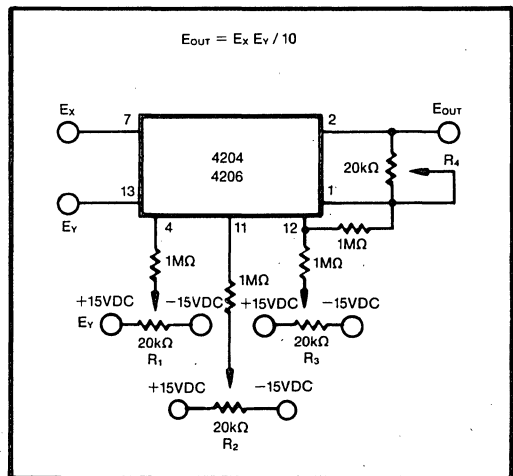 EOUT = EX EY / 10
EX
7
2
EOUT
4204
4206
20kΩ
R4
EY
13
1
4
11
12
1MΩ
1MΩ
1MΩ
1MΩ
+15VDC
−15VDC
+15VDC
−15VDC
EY
20kΩ
R1
20kΩ
R3
+15VDC
−15VDC
20kΩ
R2